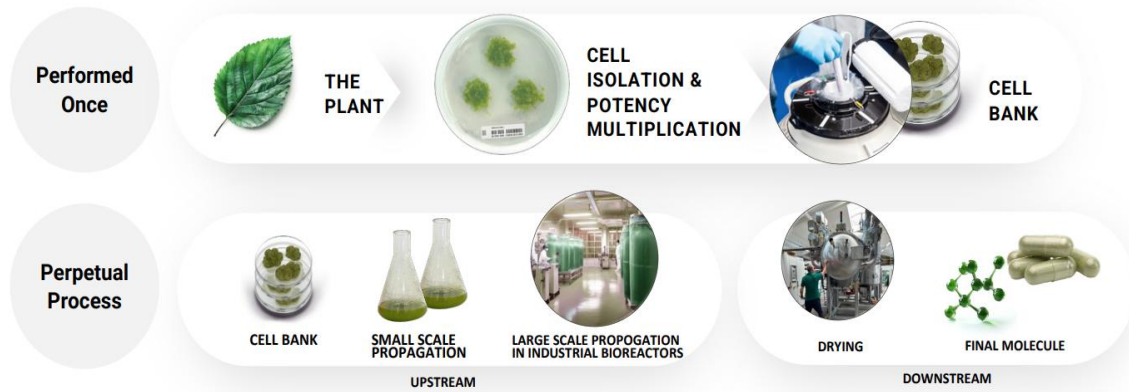 Performed
Once
THE
PLANT
CELL
ISOLATION &
POTENCY
MULTIPLICATION
CELL
BANK
Perpetual
Process
CELL BANK
SMALL SCALE
PROPAGATION
LARGE SCALE PROPOGATION
IN INDUSTRIAL BIOREACTORS
UPSTREAM
DRYING
FINAL MOLECULE
DOWNSTREAM